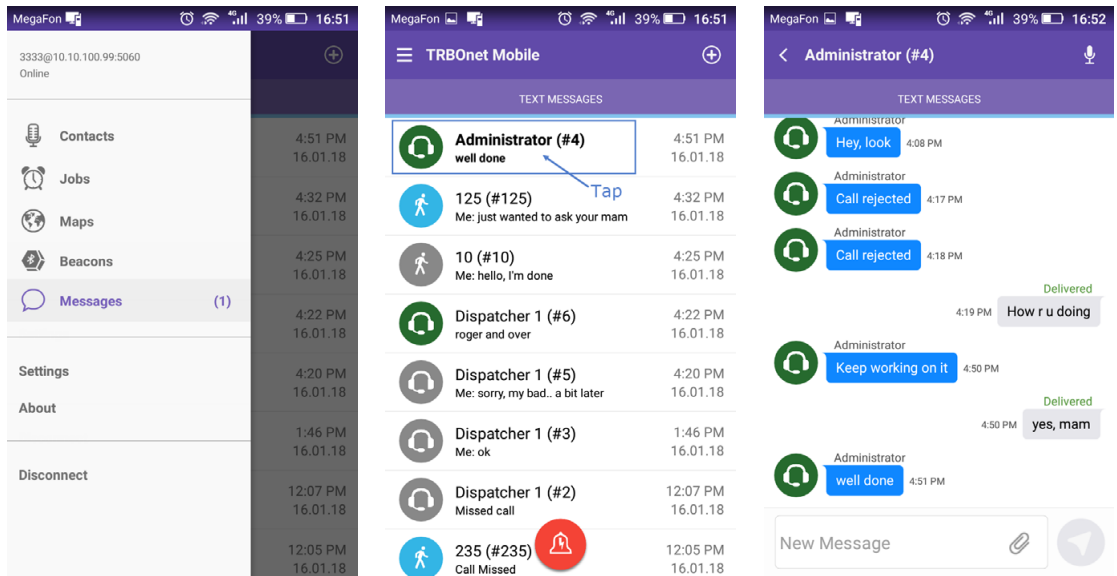 MegaFon 4G 39% 16:51
3333@10.10.100.99:5060
Online
Contacts
Jobs
Maps
Beacons
Messages (1)
Settings
About
Disconnect
4:51 PM
16.01.18
4:32 PM
16.01.18
4:25 PM
16.01.18
4:22 PM
16.01.18
4:20 PM
16.01.18
1:46 PM
16.01.18
12:07 PM
16.01.18
12:05 PM
16.01.18
MegaFon 4G 39% 16:51
TRBOnet Mobile
TEXT MESSAGES
Administrator (#4) 4:51 PM
well done 16.01.18
Tap
125 (#125) 4:32 PM
Me: just wanted to ask your mam 16.01.18
10 (#10) 4:25 PM
Me: hello, I'm done 16.01.18
Dispatcher 1 (#6) 4:22 PM
roger and over 16.01.18
Dispatcher 1 (#5) 4:20 PM
Me: sorry, my bad.. a bit later 16.01.18
Dispatcher 1 (#3) 1:46 PM
Me: ok 16.01.18
Dispatcher 1 (#2) 12:07 PM
Missed call 16.01.18
235 (#235) 12:05 PM
Call Missed 16.01.18
MegaFon 4G 39% 16:52
Administrator (#4)
TEXT MESSAGES
Administrator
Hey, look 4:08 PM
Administrator
Call rejected 4:17 PM
Administrator
Call rejected 4:18 PM
Delivered
4:19 PM How r u doing
Administrator
Keep working on it 4:50 PM
Delivered
4:50 PM yes, mam
Administrator
well done 4:51 PM
New Message